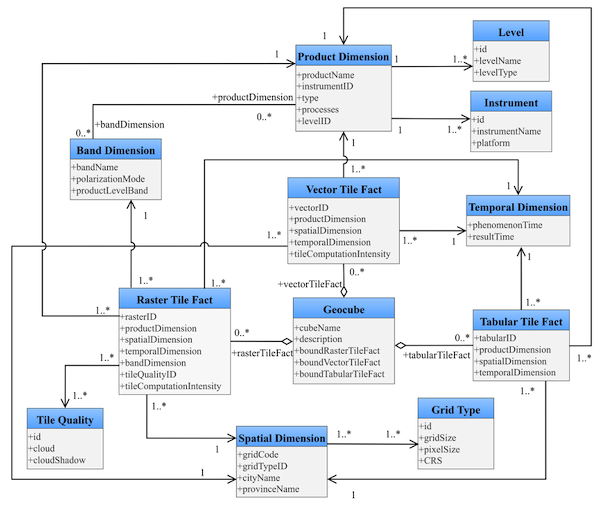 1
1
1
Level
+id
+levelName
+levelType
Product Dimension
+productName
+instrumentID
+type
+processes
+levelID
1
1..*
+productDimension
0..*
+bandDimension
0..*
1
1..*
Instrument
+id
+instrumentName
+platform
Band Dimension
+bandName
+polarizationMode
+productLevelBand
1
1..*
1
1..*
Vector Tile Fact
+vectorID
+productDimension
+spatialDimension
+temporalDimension
+tileComputationIntensity
1..*
1..*
1
1
Temporal Dimension
+phenomenonTime
+resultTime
1
1..*
0..*
+vectorTileFact
1..*
1..*
Raster Tile Fact
+rasterID
+productDimension
+spatialDimension
+temporalDimension
+bandDimension
+tileQualityID
+tileComputationIntensity
0..*
+rasterTileFact
Geocube
+cubeName
+description
+boundRasterTileFact
+boundVectorTileFact
+boundTabularTileFact
0..*
+tabularTileFact
Tabular Tile Fact
+tabularID
+productDimension
+spatialDimension
+temporalDimension
1..*
1..*
1..*
1..*
1..*
Tile Quality
+id
+cloud
+cloudShadow
1
1
Spatial Dimension
+gridCode
+gridTypeID
+cityName
+provinceName
1..*
1..*
Grid Type
+id
+gridSize
+pixelSize
+CRS
1